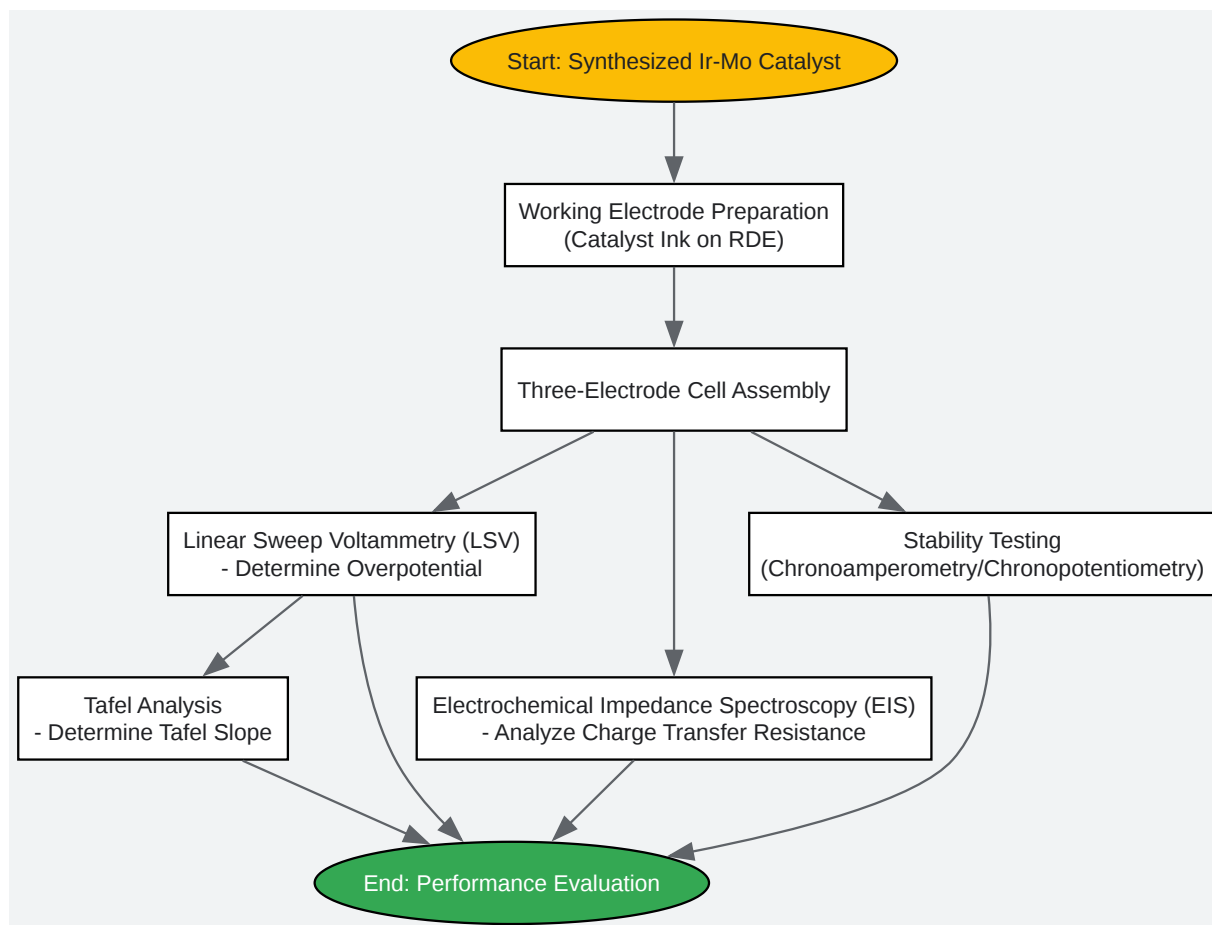 Start: Synthesized Ir-Mo Catalyst
Working Electrode Preparation
(Catalyst Ink on RDE)
Three-Electrode Cell Assembly
Linear Sweep Voltammetry (LSV)
- Determine Overpotential
Stability Testing
(Chronoamperometry/Chronopotentiometry)
Tafel Analysis
- Determine Tafel Slope
Electrochemical Impedance Spectroscopy (EIS)
- Analyze Charge Transfer Resistance
End: Performance Evaluation